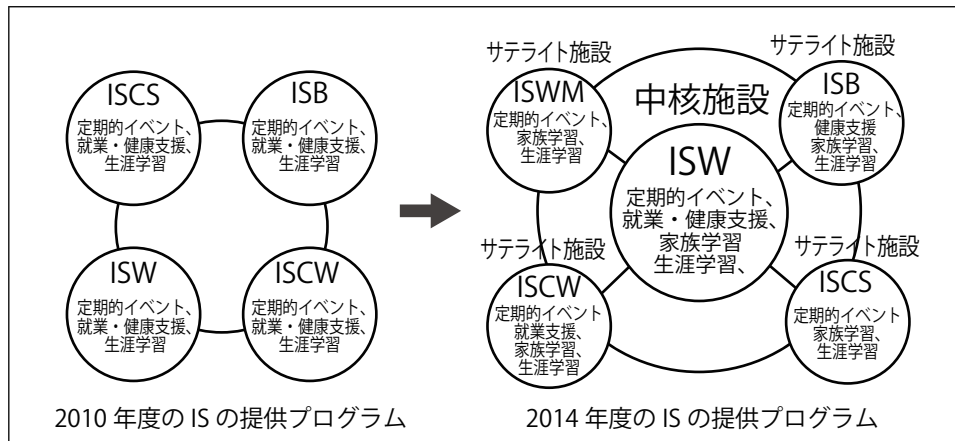 ISCS
定期的イベント、
就業・健康支援、
生涯学習
ISB
定期的イベント、
就業・健康支援、
生涯学習
ISW
定期的イベント、
就業・健康支援、
生涯学習
ISCW
定期的イベント、
就業・健康支援、
生涯学習
2010 年度の IS の提供プログラム
サテライト施設
ISWM
定期的イベント、
家族学習、
生涯学習
サテライト施設
ISB
定期的イベント、
健康支援
家族学習、
生涯学習
中核施設
ISW
定期的イベント、
就業・健康支援、
家族学習
生涯学習、
サテライト施設
ISCW
定期的イベント
就業支援、
家族学習、
生涯学習
サテライト施設
ISCS
定期的イベント
家族学習、
生涯学習
2014 年度の IS の提供プログラム